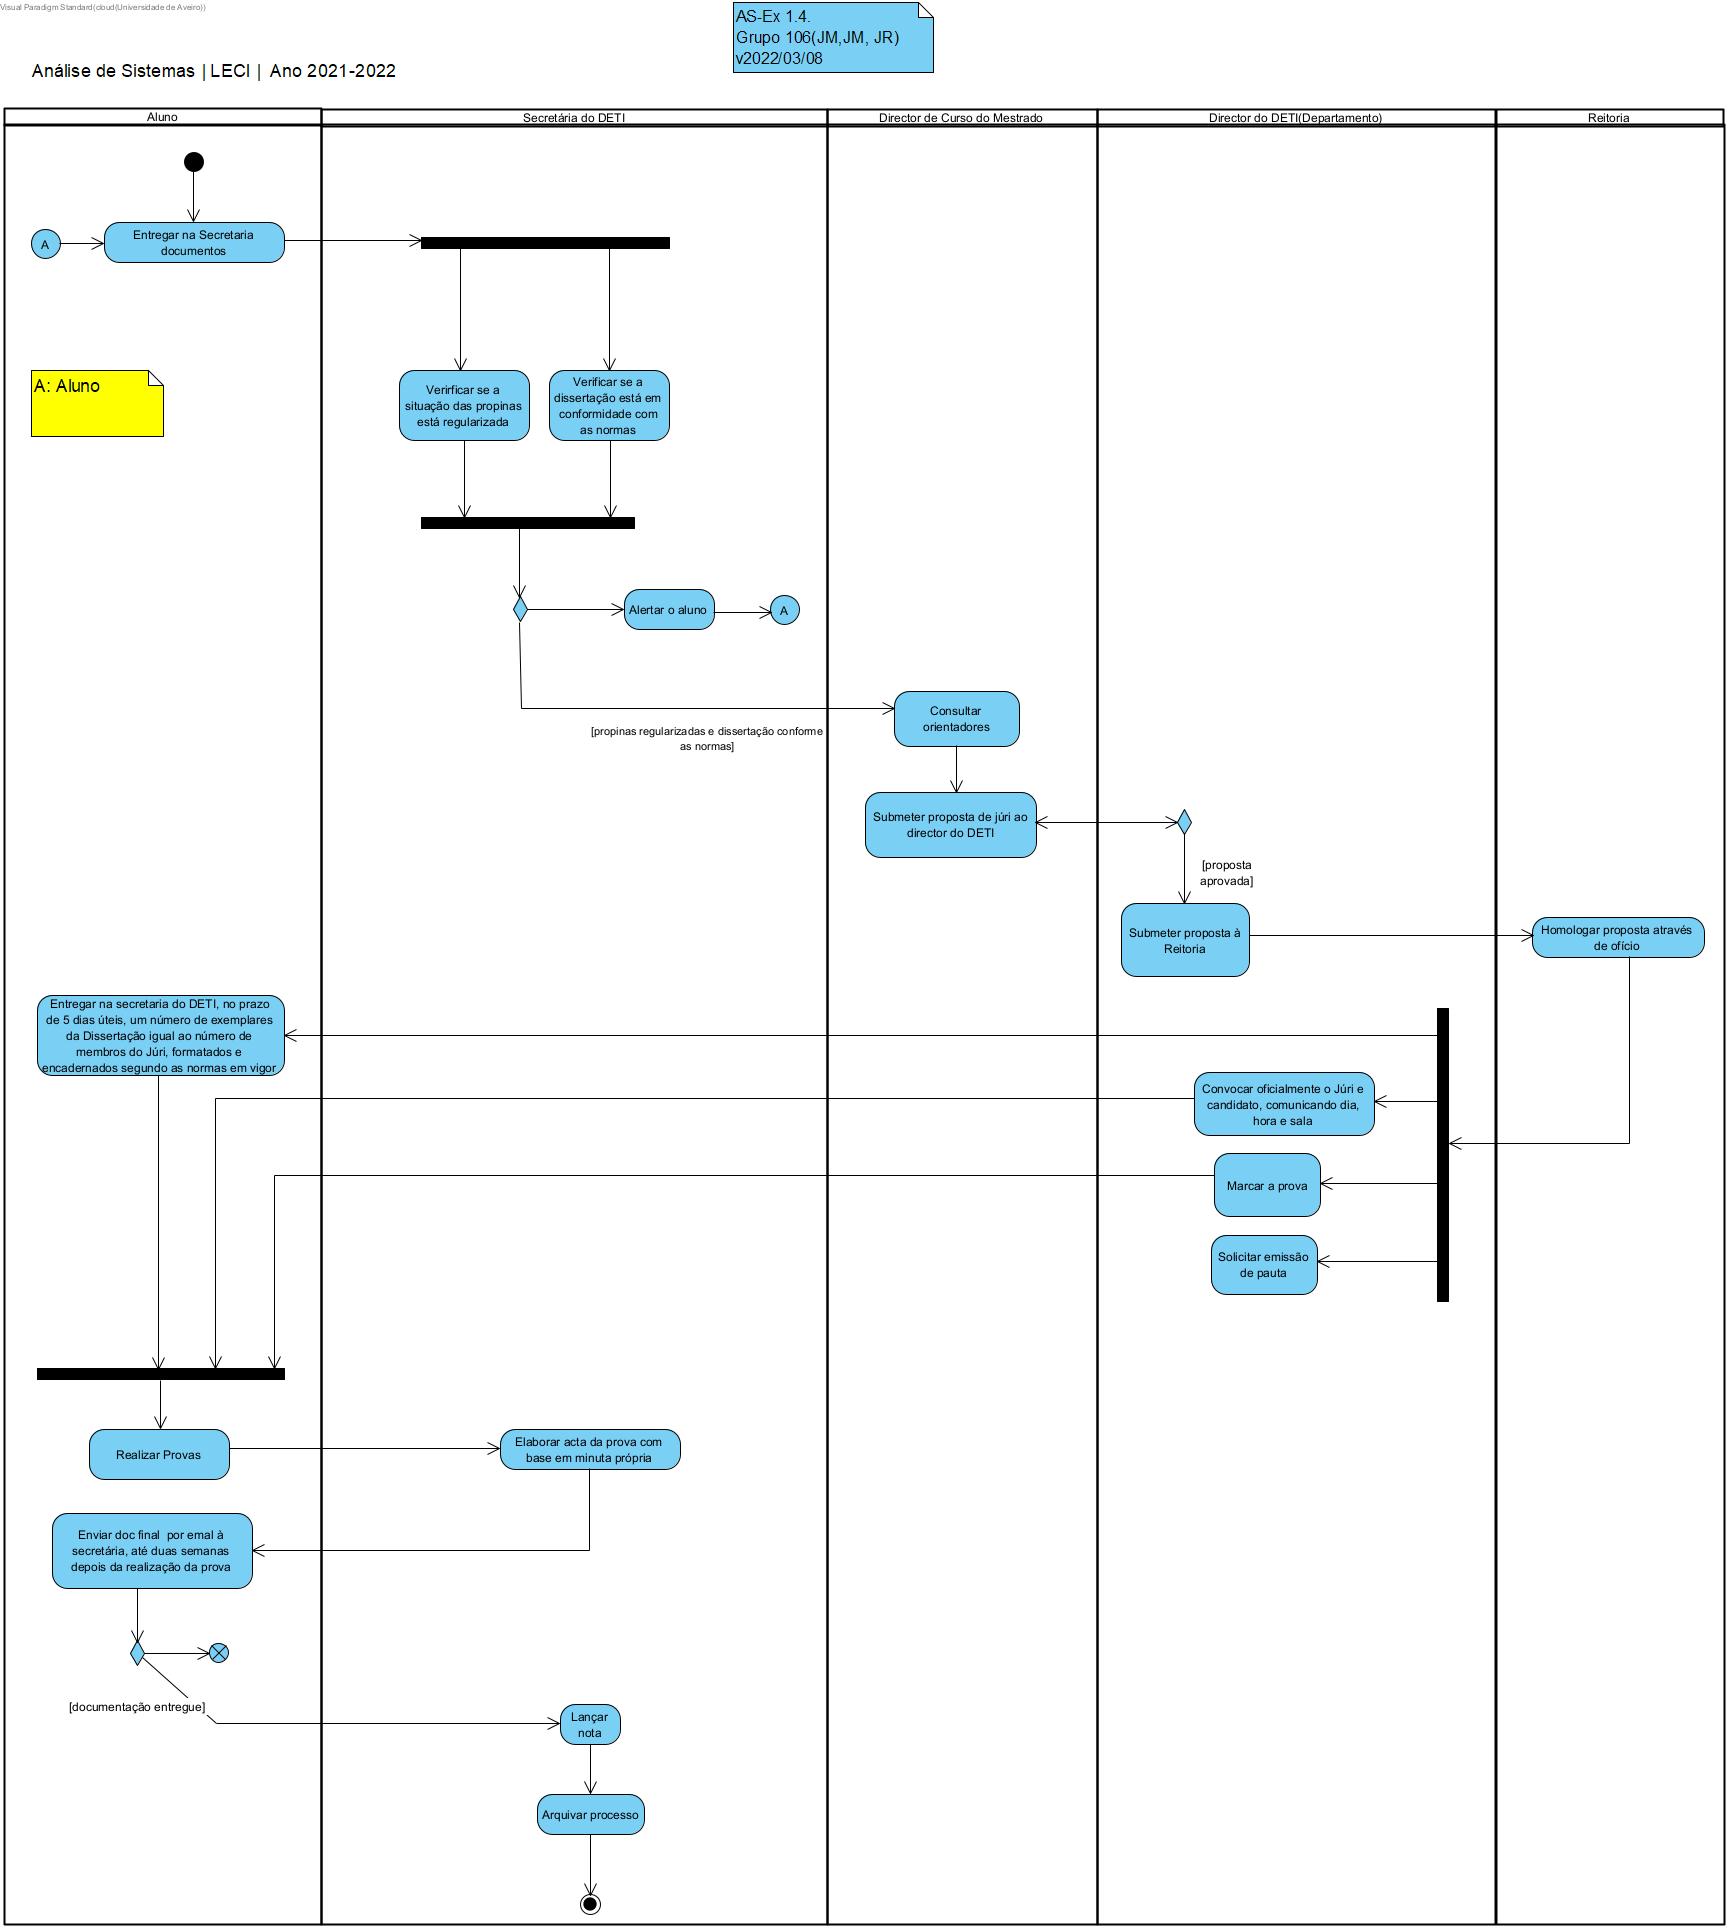 Visual Paradigm Standard(cloud(Universidade de Aveiro))
AS-Ex 1.4.
Grupo 106(JM,JM, JR)
v2022/03/08
Análise de Sistemas | LECI | Ano 2021-2022
Aluno
Secretária do DETI
Director de Curso do Mestrado
Director do DETI(Departamento)
Reitoria
A
Entregar na Secretaria
documentos
A: Aluno
Verirficar se a
situação das propinas
está regularizada
Verificar se a
dissertação está em
conformidade com
as normas
Alertar o aluno
A
[propinas regularizadas e dissertação conforme
as normas]
Consultar
orientadores
Submeter proposta de júri ao
director do DETI
[proposta
aprovada]
Submeter proposta à
Reitoria
Homologar proposta através
de ofício
Entregar na secretaria do DETI, no prazo
de 5 dias úteis, um número de exemplares
da Dissertação igual ao número de
membros do Júri, formatados e
encadernados segundo as normas em vigor
Convocar oficialmente o Júri e
candidato, comunicando dia,
hora e sala
Marcar a prova
Solicitar emissão
de pauta
Realizar Provas
Elaborar acta da prova com
base em minuta própria
Enviar doc final  por emal à
secretária, até duas semanas
depois da realização da prova
[documentação entregue]
Lançar
nota
Arquivar processo